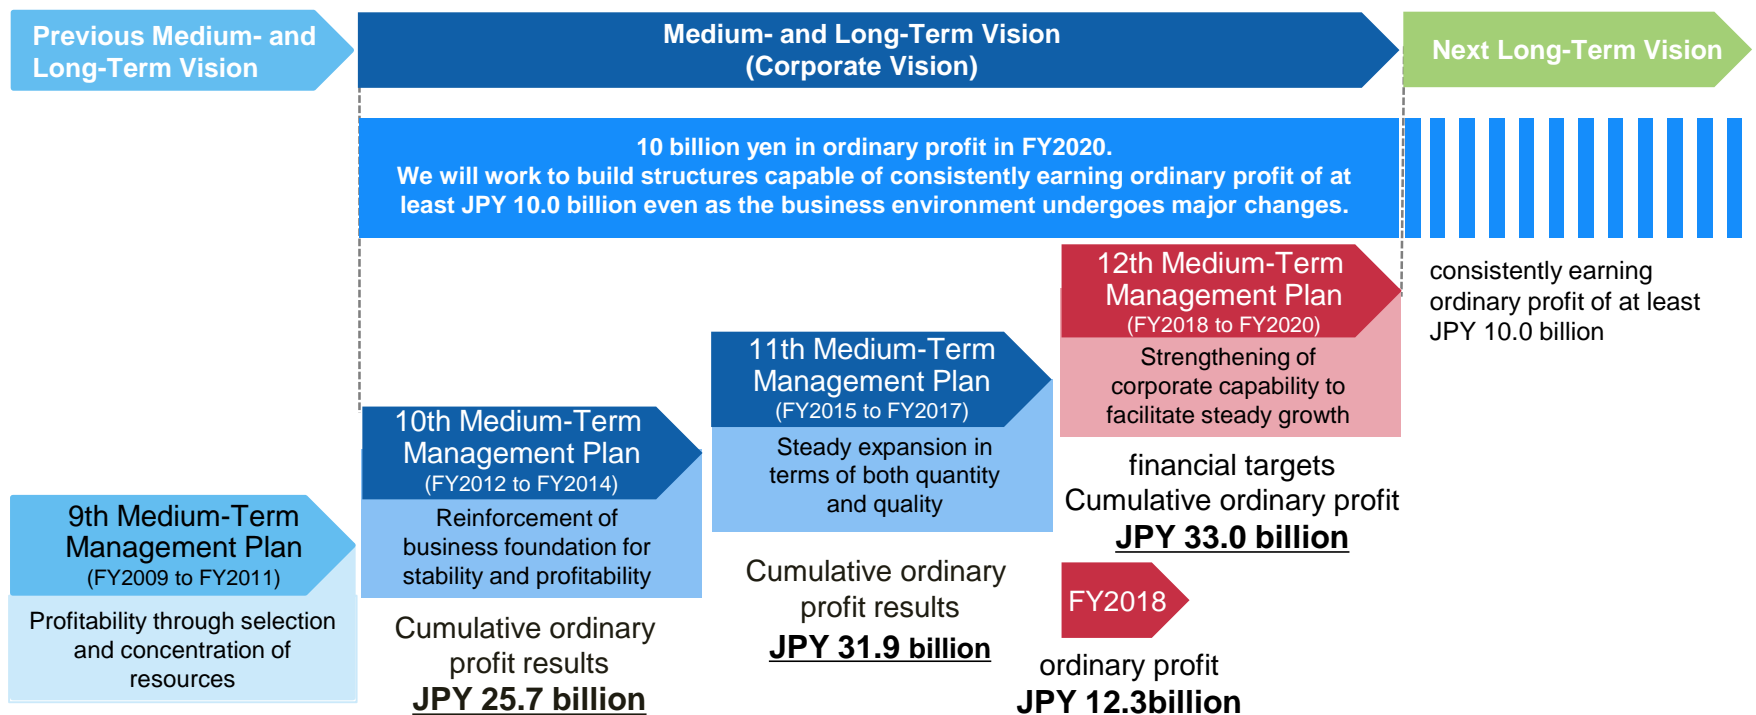 Previous Medium- and
Long-Term Vision
Medium- and Long-Term Vision
(Corporate Vision)
Next Long-Term Vision
10 billion yen in ordinary profit in FY2020.
We will work to build structures capable of consistently earning ordinary profit of at
least JPY 10.0 billion even as the business environment undergoes major changes.
consistently earning
ordinary profit of at least
JPY 10.0 billion
9th Medium-Term
Management Plan
(FY2009 to FY2011)
Profitability through selection
and concentration of
resources
10th Medium-Term
Management Plan
(FY2012 to FY2014)
Reinforcement of
business foundation for
stability and profitability
Cumulative ordinary
profit results
JPY 25.7 billion
11th Medium-Term
Management Plan
(FY2015 to FY2017)
Steady expansion in
terms of both quantity
and quality
Cumulative ordinary
profit results
JPY 31.9 billion
12th Medium-Term
Management Plan
(FY2018 to FY2020)
Strengthening of
corporate capability to
facilitate steady growth
financial targets
Cumulative ordinary profit
JPY 33.0 billion
FY2018
ordinary profit
JPY 12.3billion